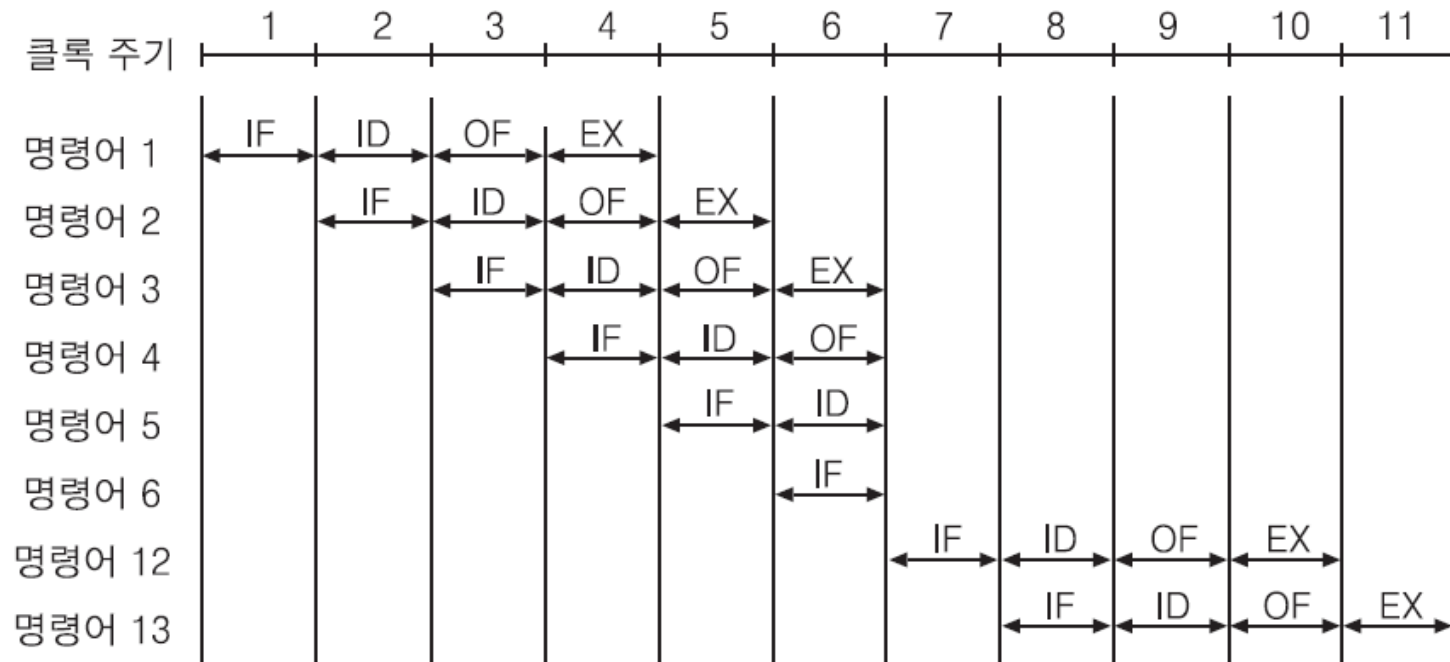 클록 주기 1 2 3 4 5 6 7 8 9 10 11
명령어 1 IF ID OF EX
명령어 2 IF ID OF EX
명령어 3 IF ID OF EX
명령어 4 IF ID OF
명령어 5 IF ID
명령어 6 IF
명령어 12 IF ID OF EX
명령어 13 IF ID OF EX